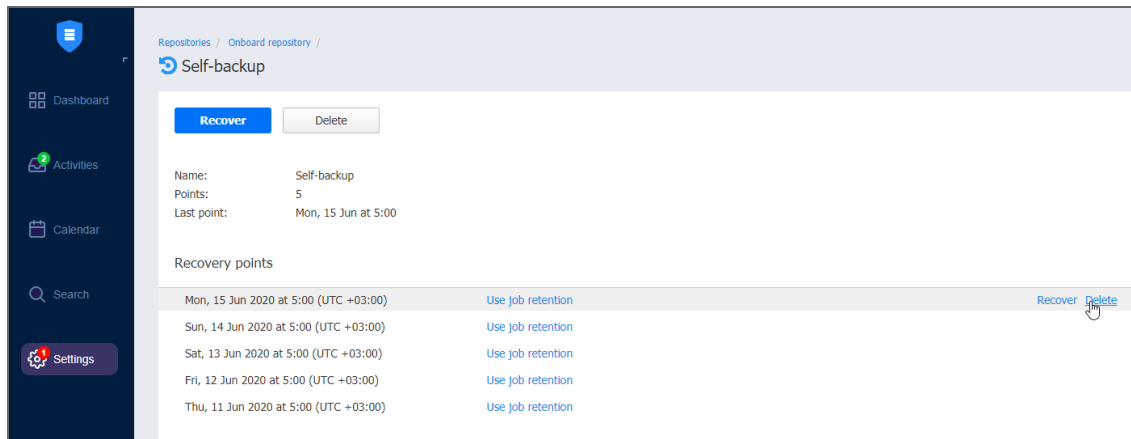 Repositories / Onboard repository /
Self-backup
Dashboard
2
Activities
Calendar
Search
1
Settings
Recover Delete
Name: Self-backup
Points: 5
Last point: Mon, 15 Jun at 5:00
Recovery points
Mon, 15 Jun 2020 at 5:00 (UTC +03:00) Use job retention Recover Delete
Sun, 14 Jun 2020 at 5:00 (UTC +03:00) Use job retention
Sat, 13 Jun 2020 at 5:00 (UTC +03:00) Use job retention
Fri, 12 Jun 2020 at 5:00 (UTC +03:00) Use job retention
Thu, 11 Jun 2020 at 5:00 (UTC +03:00) Use job retention